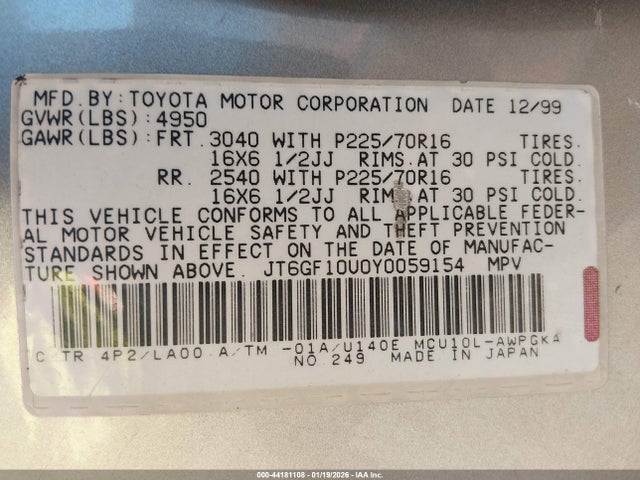 MFD.BY:TOYOTA MOTOR CORPORATION DATE 12/99
GVWR(LBS):4950
GAWR(LBS):FRT.3040 WITH P225/70R16 TIRES.
16X6 1/2JJ RIMS AT 30 PSI COLD.
RR. 2540 WITH P225/70R16 TIRES.
16X6 1/2JJ RIMS AT 30 PSI COLD.
THIS VEHICLE CONFORMS TO ALL APPLICABLE FEDER-
AL MOTOR VEHICLE SAFETY AND THEFT PREVENTION
STANDARDS IN EFFECT ON THE DATE OF MANUFAC-
TURE SHOWN ABOVE. JT6GF10U0Y0059154 MPV
C/TR 4P2/LA00 A/TM -01A/U140E MCU10L-AWPGKA
NO.249 MADE IN JAPAN
000-44181108 - 01/19/2026 - IAA Inc.